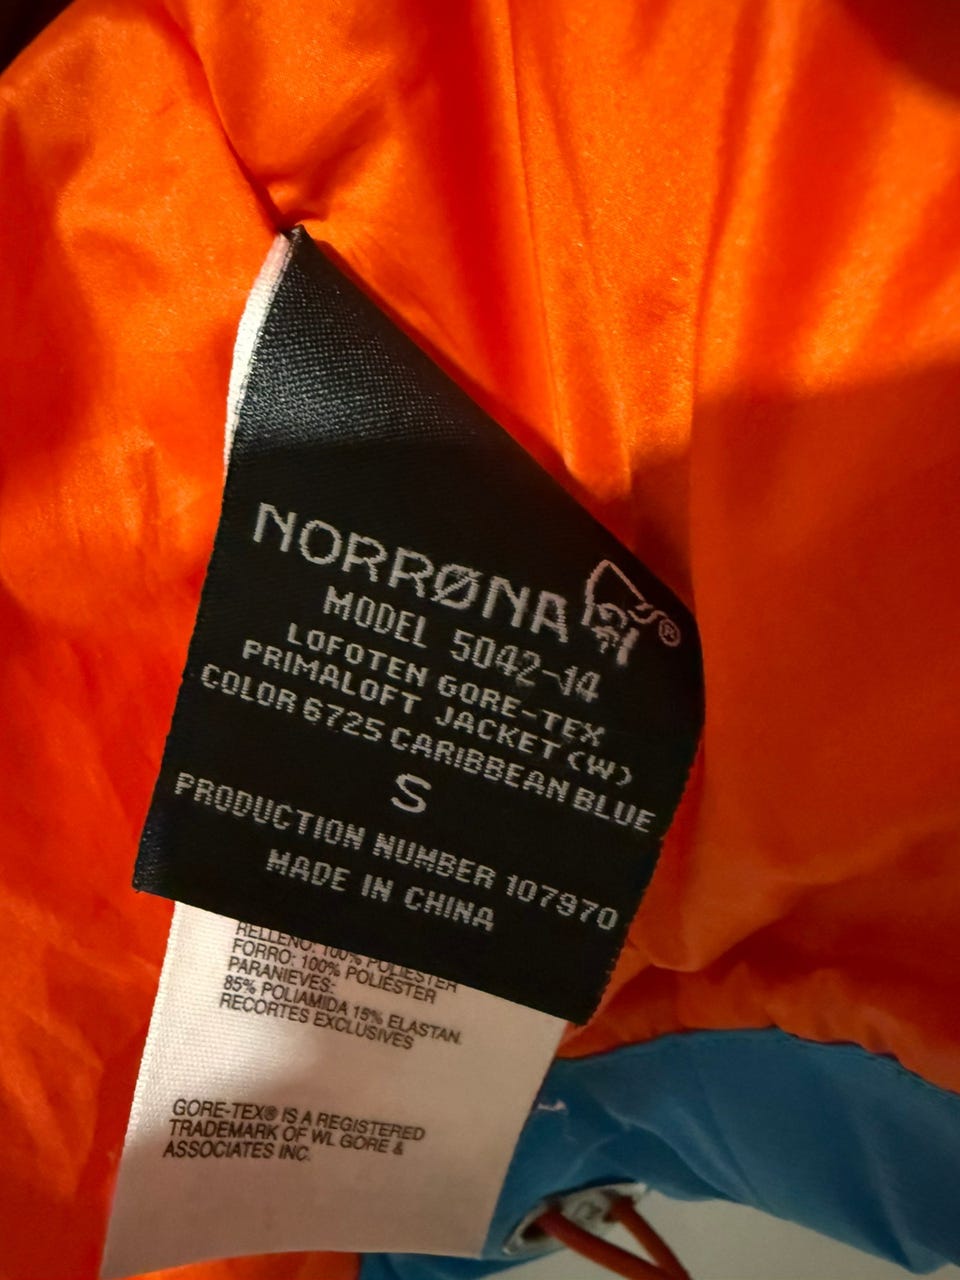 NORRØNA ®
MODEL 5042-14
LOFOTEN GORE-TEX
PRIMALOFT JACKET (W)
COLOR 6725 CARIBBEAN BLUE
S
PRODUCTION NUMBER 107970
MADE IN CHINA
RELLENO: 100% POLIESTER
FORRO: 100% POLIESTER
PARANIEVES:
85% POLIAMIDA 15% ELASTAN.
RECORTES EXCLUSIVES
GORE-TEX® IS A REGISTERED
TRADEMARK OF WL GORE &
ASSOCIATES INC.